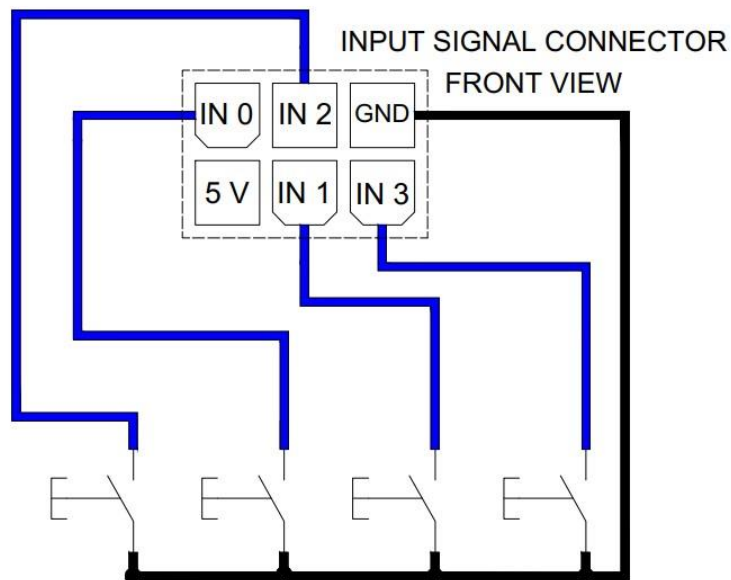 INPUT SIGNAL CONNECTOR
FRONT VIEW
IN 0 IN 2 GND
5 V IN 1 IN 3